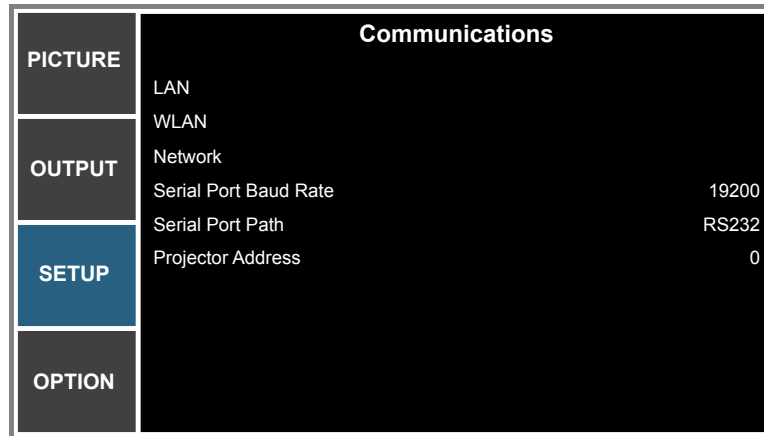 PICTURE
OUTPUT
SETUP
OPTION
Communications
LAN
WLAN
Network
Serial Port Baud Rate 19200
Serial Port Path RS232
Projector Address 0